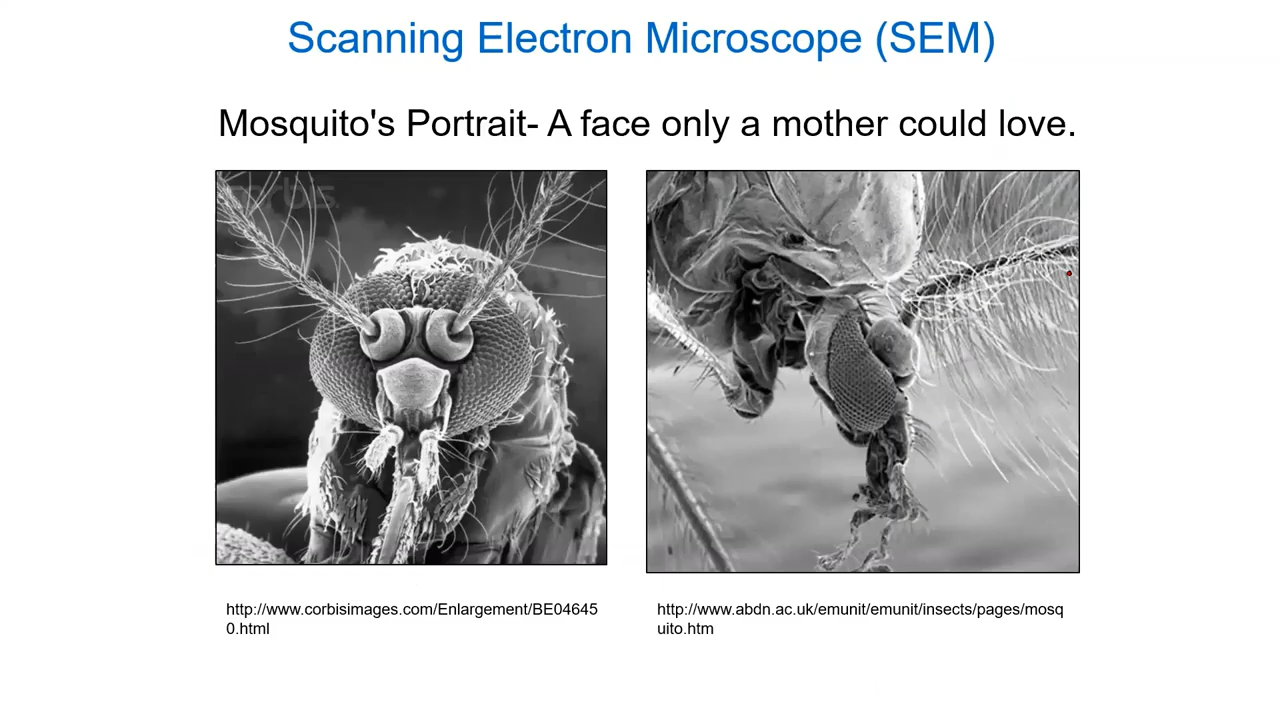 Scanning Electron Microscope (SEM)
Mosquito's Portrait- A face only a mother could love.
corbis.
http://www.corbisimages.com/Enlargement/BE04645
0.html
http://www.abdn.ac.uk/emunit/emunit/insects/pages/mosq
uito.htm